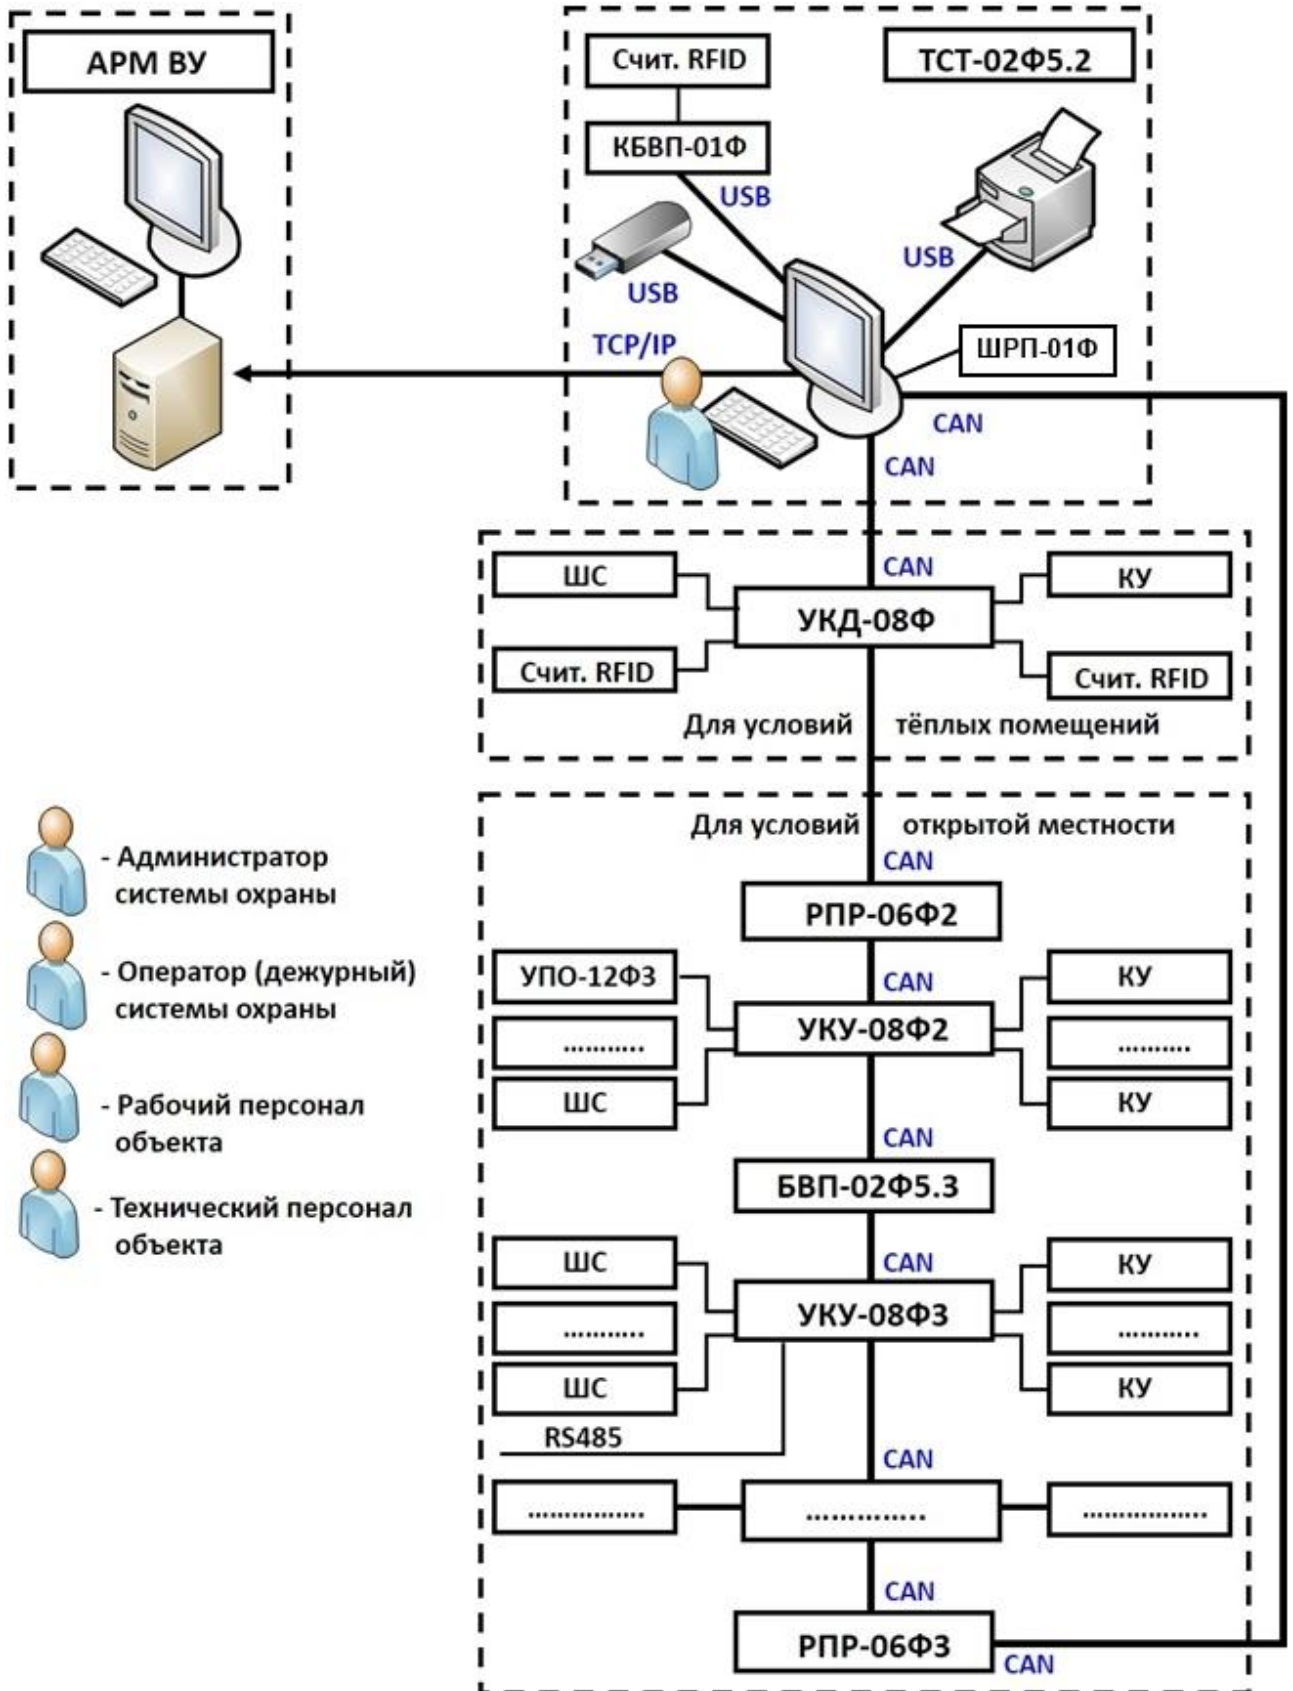 АРМ ВУ
Счит. RFID
ТСТ-02Ф5.2
КБВП-01Ф
USB
USB
USB
TCP/IP
ШРП-01Ф
CAN
CAN
CAN
ШС
КУ
УКД-08Ф
Счит. RFID
Счит. RFID
Для условий тёплых помещений
Для условий открытой местности
CAN
РПР-06Ф2
- Администратор
системы охраны
УПО-12Ф3
CAN
КУ
- Оператор (дежурный)
системы охраны
...........
УКУ-08Ф2
..........
ШС
КУ
- Рабочий персонал
объекта
CAN
БВП-02Ф5.3
- Технический персонал
объекта
ШС
CAN
КУ
...........
УКУ-08Ф3
...........
ШС
КУ
RS485
CAN
................
..............
.................
CAN
РПР-06Ф3
CAN